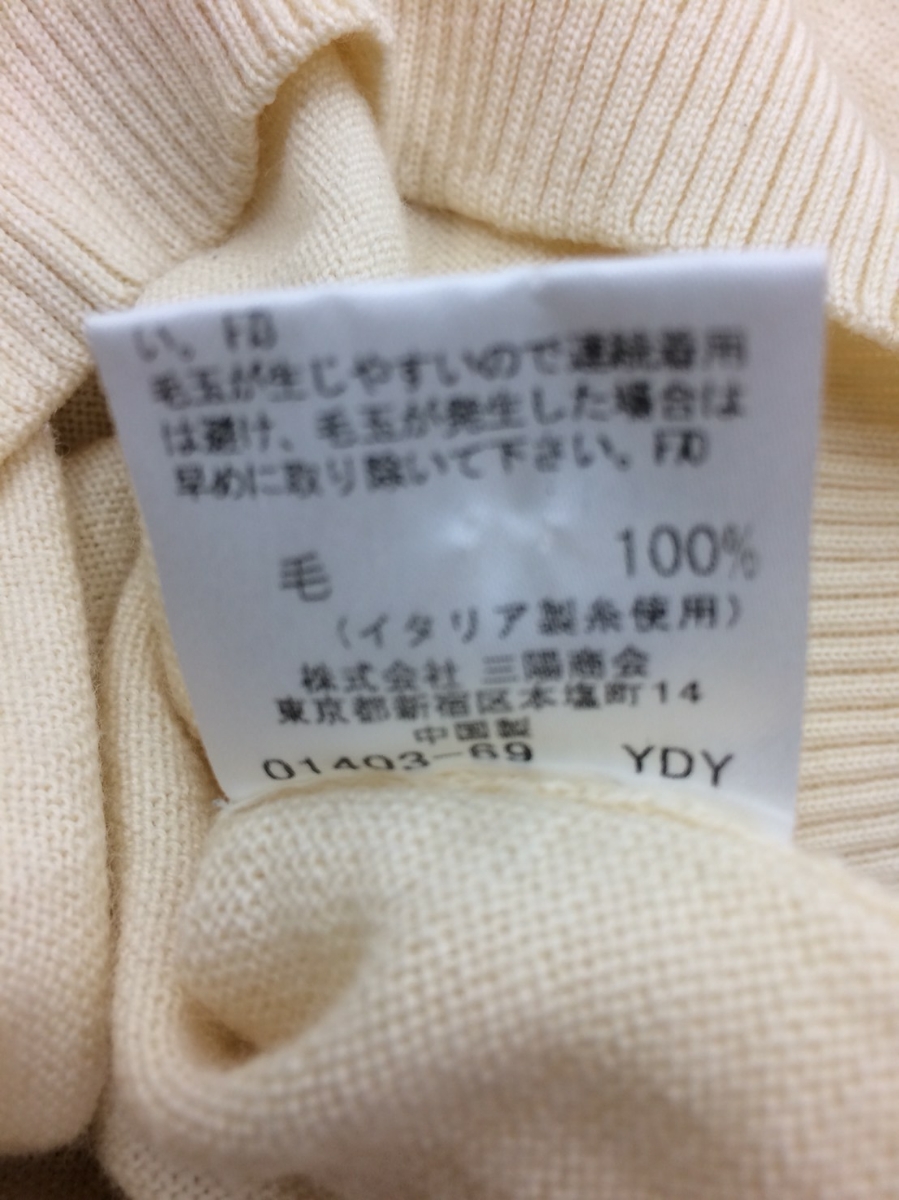 い。FJD
毛玉が生じやすいので連続着用
は避け、毛玉が発生した場合は
早めに取り除いて下さい。FJD
毛 100%
（イタリア製糸使用）
株式会社 三陽商会
東京都新宿区本塩町14
中国製
01403-69 YDY